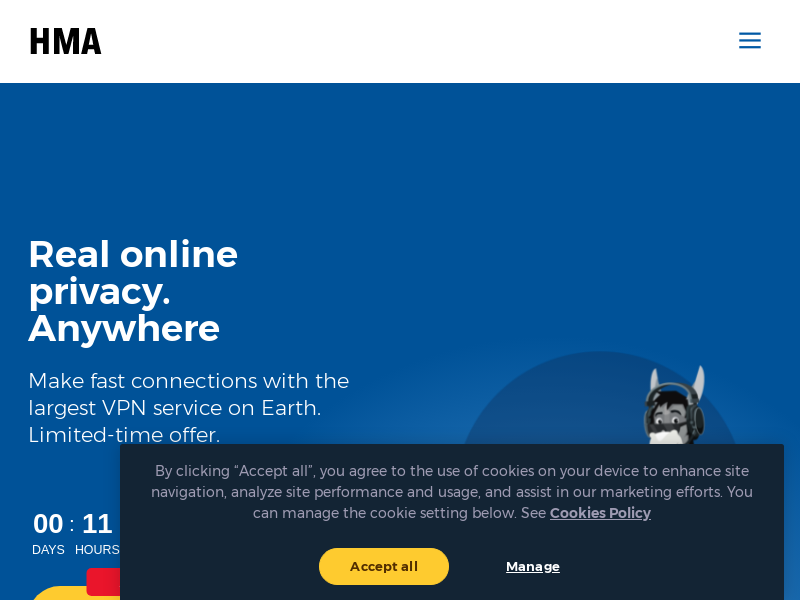 HMA
Real online
privacy.
Anywhere
Make fast connections with the
largest VPN service on Earth.
Limited-time offer.
00 : 11
DAYS HOURS
By clicking “Accept all”, you agree to the use of cookies on your device to enhance site
navigation, analyze site performance and usage, and assist in our marketing efforts. You
can manage the cookie setting below. See Cookies Policy
Accept all
Manage